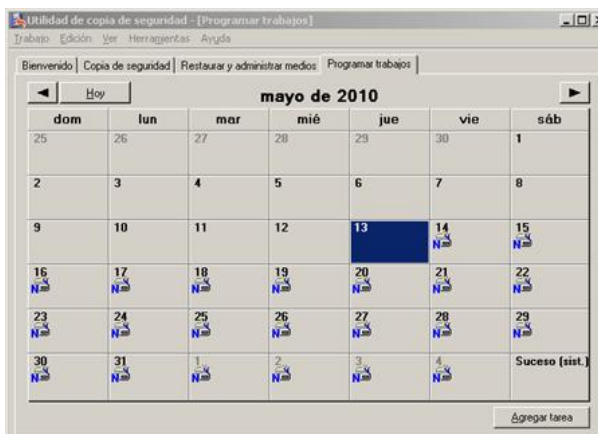 Utilidad de copia de seguridad - [Programar trabajos]
Trabajo Edición Ver Herramientas Ayuda
Bienvenido Copia de seguridad Restaurar y administrar medios Programar trabajos
Hoy mayo de 2010
dom lun mar mié jue vie sáb
25 26 27 28 29 30 1
2 3 4 5 6 7 8
9 10 11 12 13 14 15
N N
16 17 18 19 20 21 22
N N N N N N N
23 24 25 26 27 28 29
N N N N N N N
30 31 1 2 3 4 Suceso (sist.)
N N N N N N
Agregar tarea